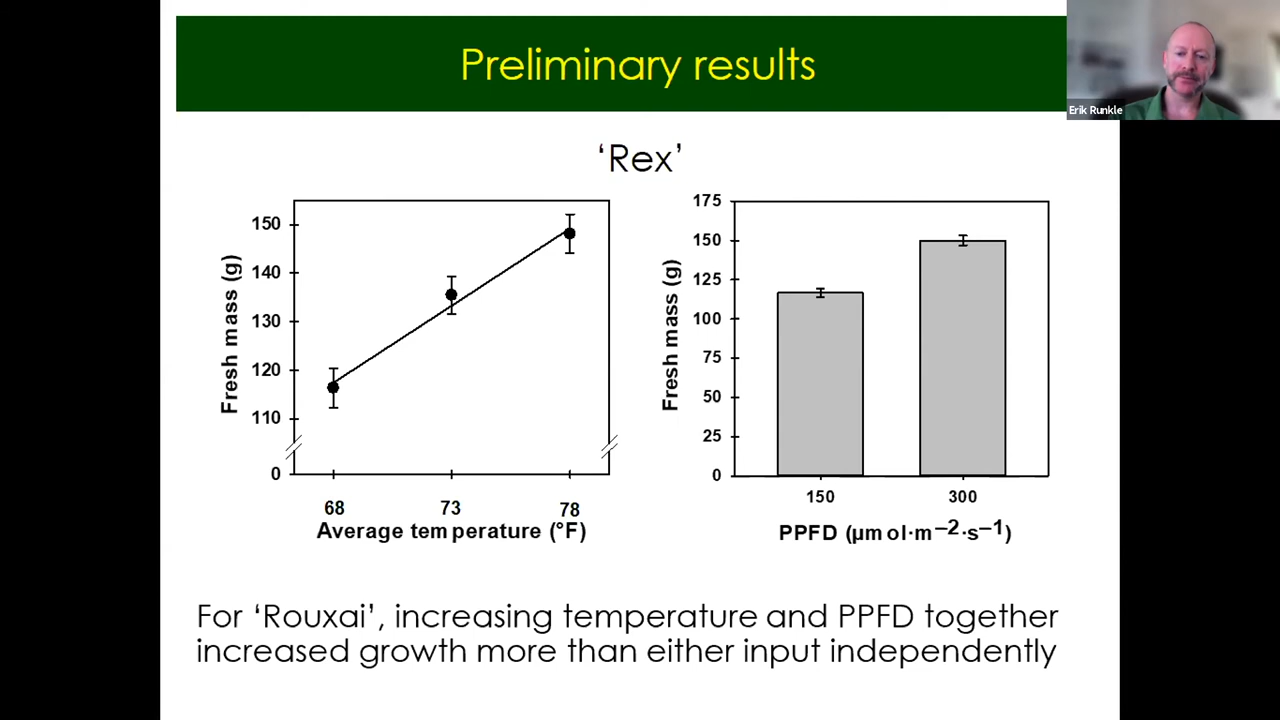 Preliminary results
Erik Runkle
‘Rex’
150
140
130
120
110
0
Fresh mass (g)
68 73 78
Average temperature (°F)
175
150
125
100
75
50
25
0
Fresh mass (g)
150 300
PPFD (µmol·m−2·s−1)
For ‘Rouxai’, increasing temperature and PPFD together
increased growth more than either input independently